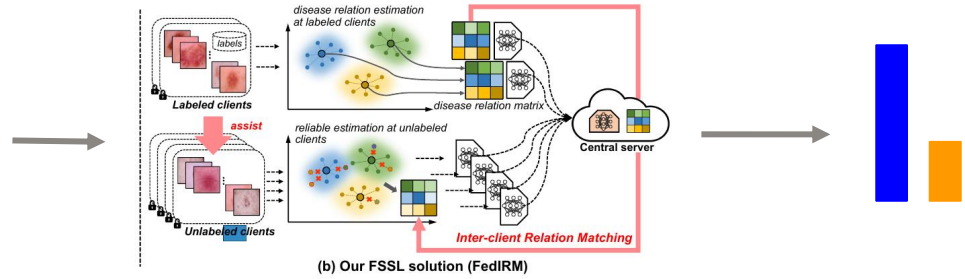 disease relation estimation
at labeled clients
labels
Labeled clients
disease relation matrix
assist
reliable estimation at unlabeled
clients
Central server
Unlabeled clients
Inter-client Relation Matching
(b) Our FSSL solution (FedIRM)